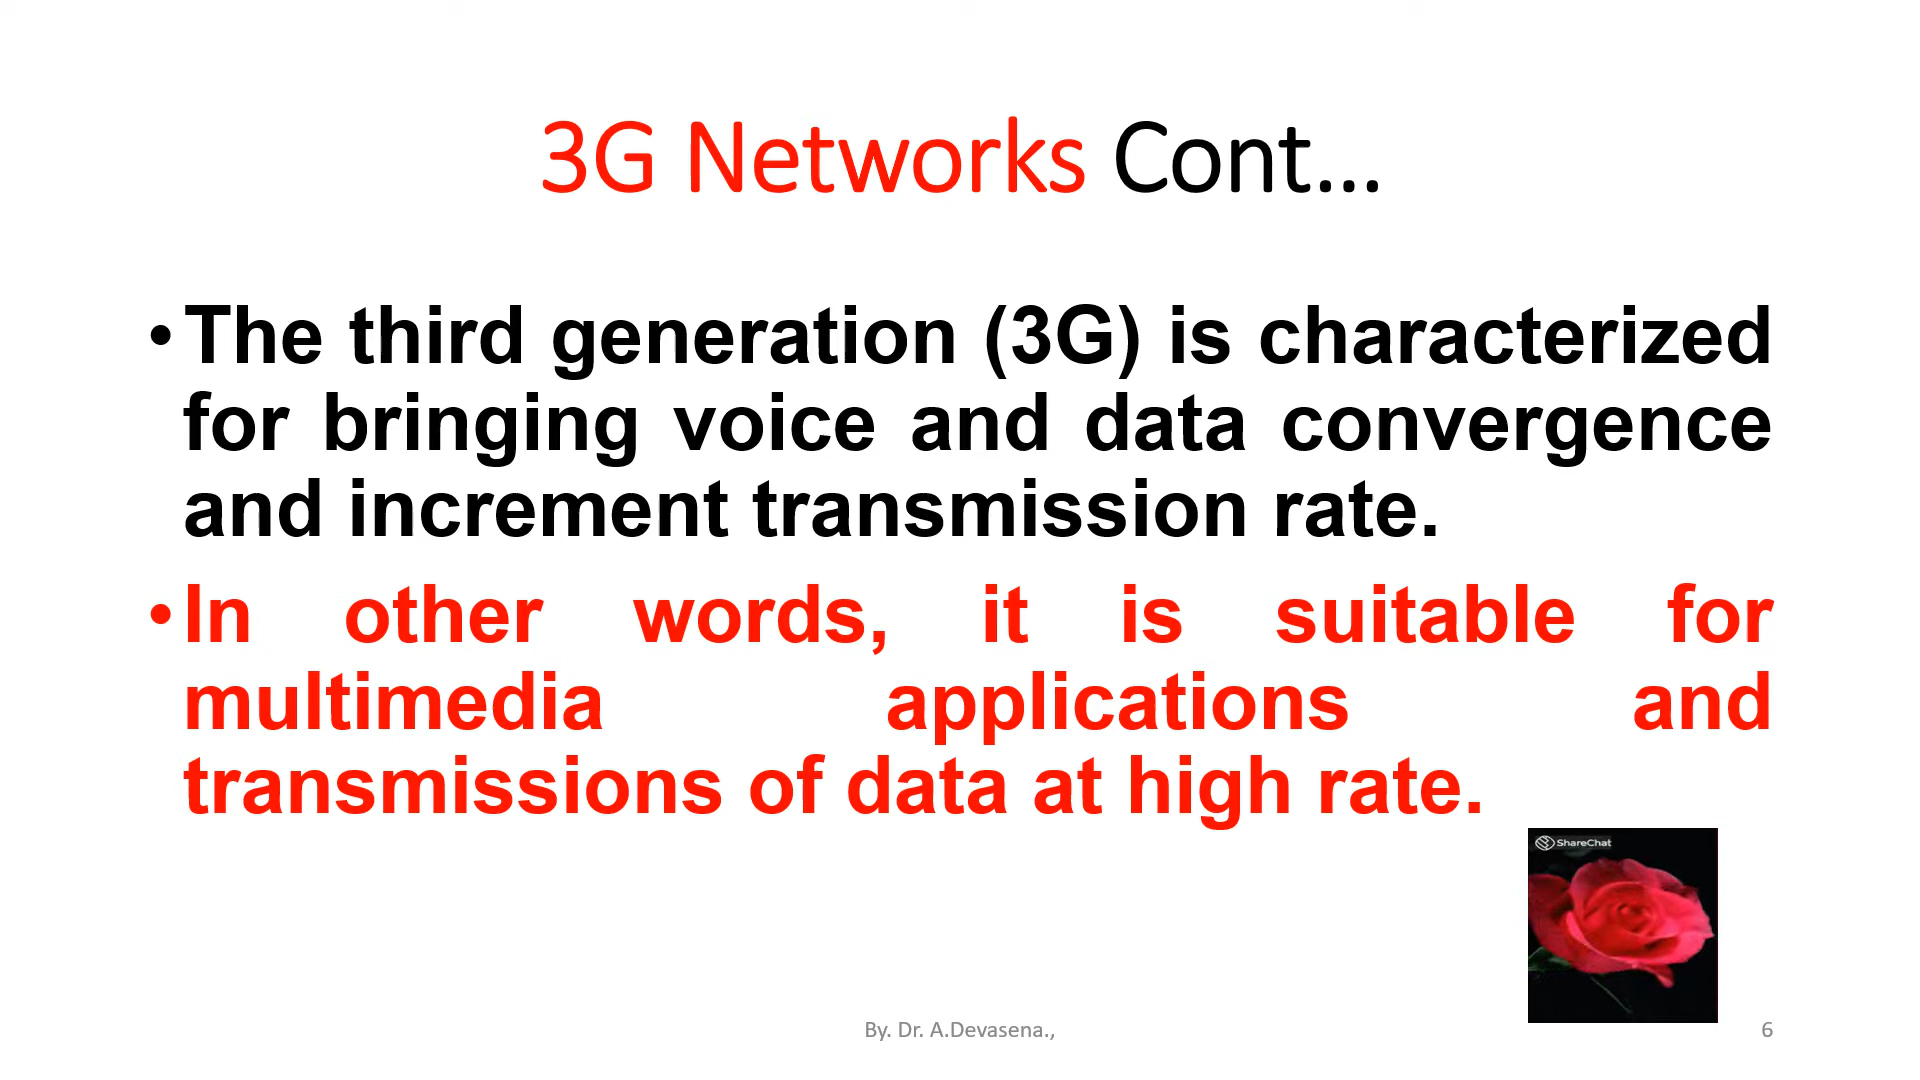 3G Networks Cont...
• The third generation (3G) is characterized
for bringing voice and data convergence
and increment transmission rate.
• In other words, it is suitable for
multimedia applications and
transmissions of data at high rate.
ShareChat
By. Dr. A.Devasena.,
6